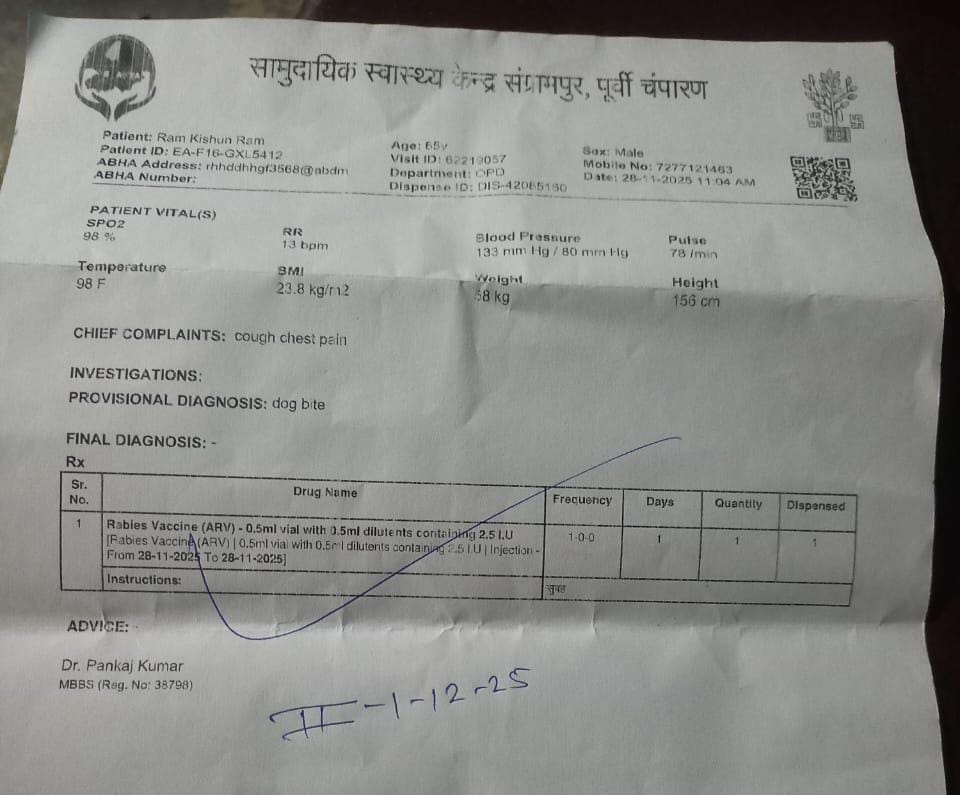 सामुदायिक स्वास्थ्य केन्द्र संग्रामपुर, पूर्वी चंपारण
Patient: Ram Kishun Ram Age: 65y Sex: Male
Patient ID: EA-F16-GXL5412 Visit ID: 62219057 Mobile No: 7277121463
ABHA Address: rhhddhhgf3568@abdm Department: OPD Date: 28-11-2025 11:04 AM
ABHA Number: Dispense ID: DIS-42085160
PATIENT VITAL(S)
SPO2 RR Blood Pressure Pulse
98 % 13 bpm 133 mm Hg / 80 mm Hg 78 /min
Temperature BMI Weight Height
98 F 23.8 kg/m2 58 kg 156 cm
CHIEF COMPLAINTS: cough chest pain
INVESTIGATIONS:
PROVISIONAL DIAGNOSIS: dog bite
FINAL DIAGNOSIS: -
Rx
Sr. No. Drug Name Frequency Days Quantity Dispensed
1 Rabies Vaccine (ARV) - 0.5ml vial with 0.5ml dilutents containing 2.5 I.U 1-0-0 1 1 1
[Rabies Vaccine (ARV) | 0.5ml vial with 0.5ml dilutents containing 2.5 I.U | Injection -
From 28-11-2025 To 28-11-2025]
Instructions: सुबह
ADVICE: -
Dr. Pankaj Kumar
MBBS (Reg. No: 38798)
II - 1-12-25